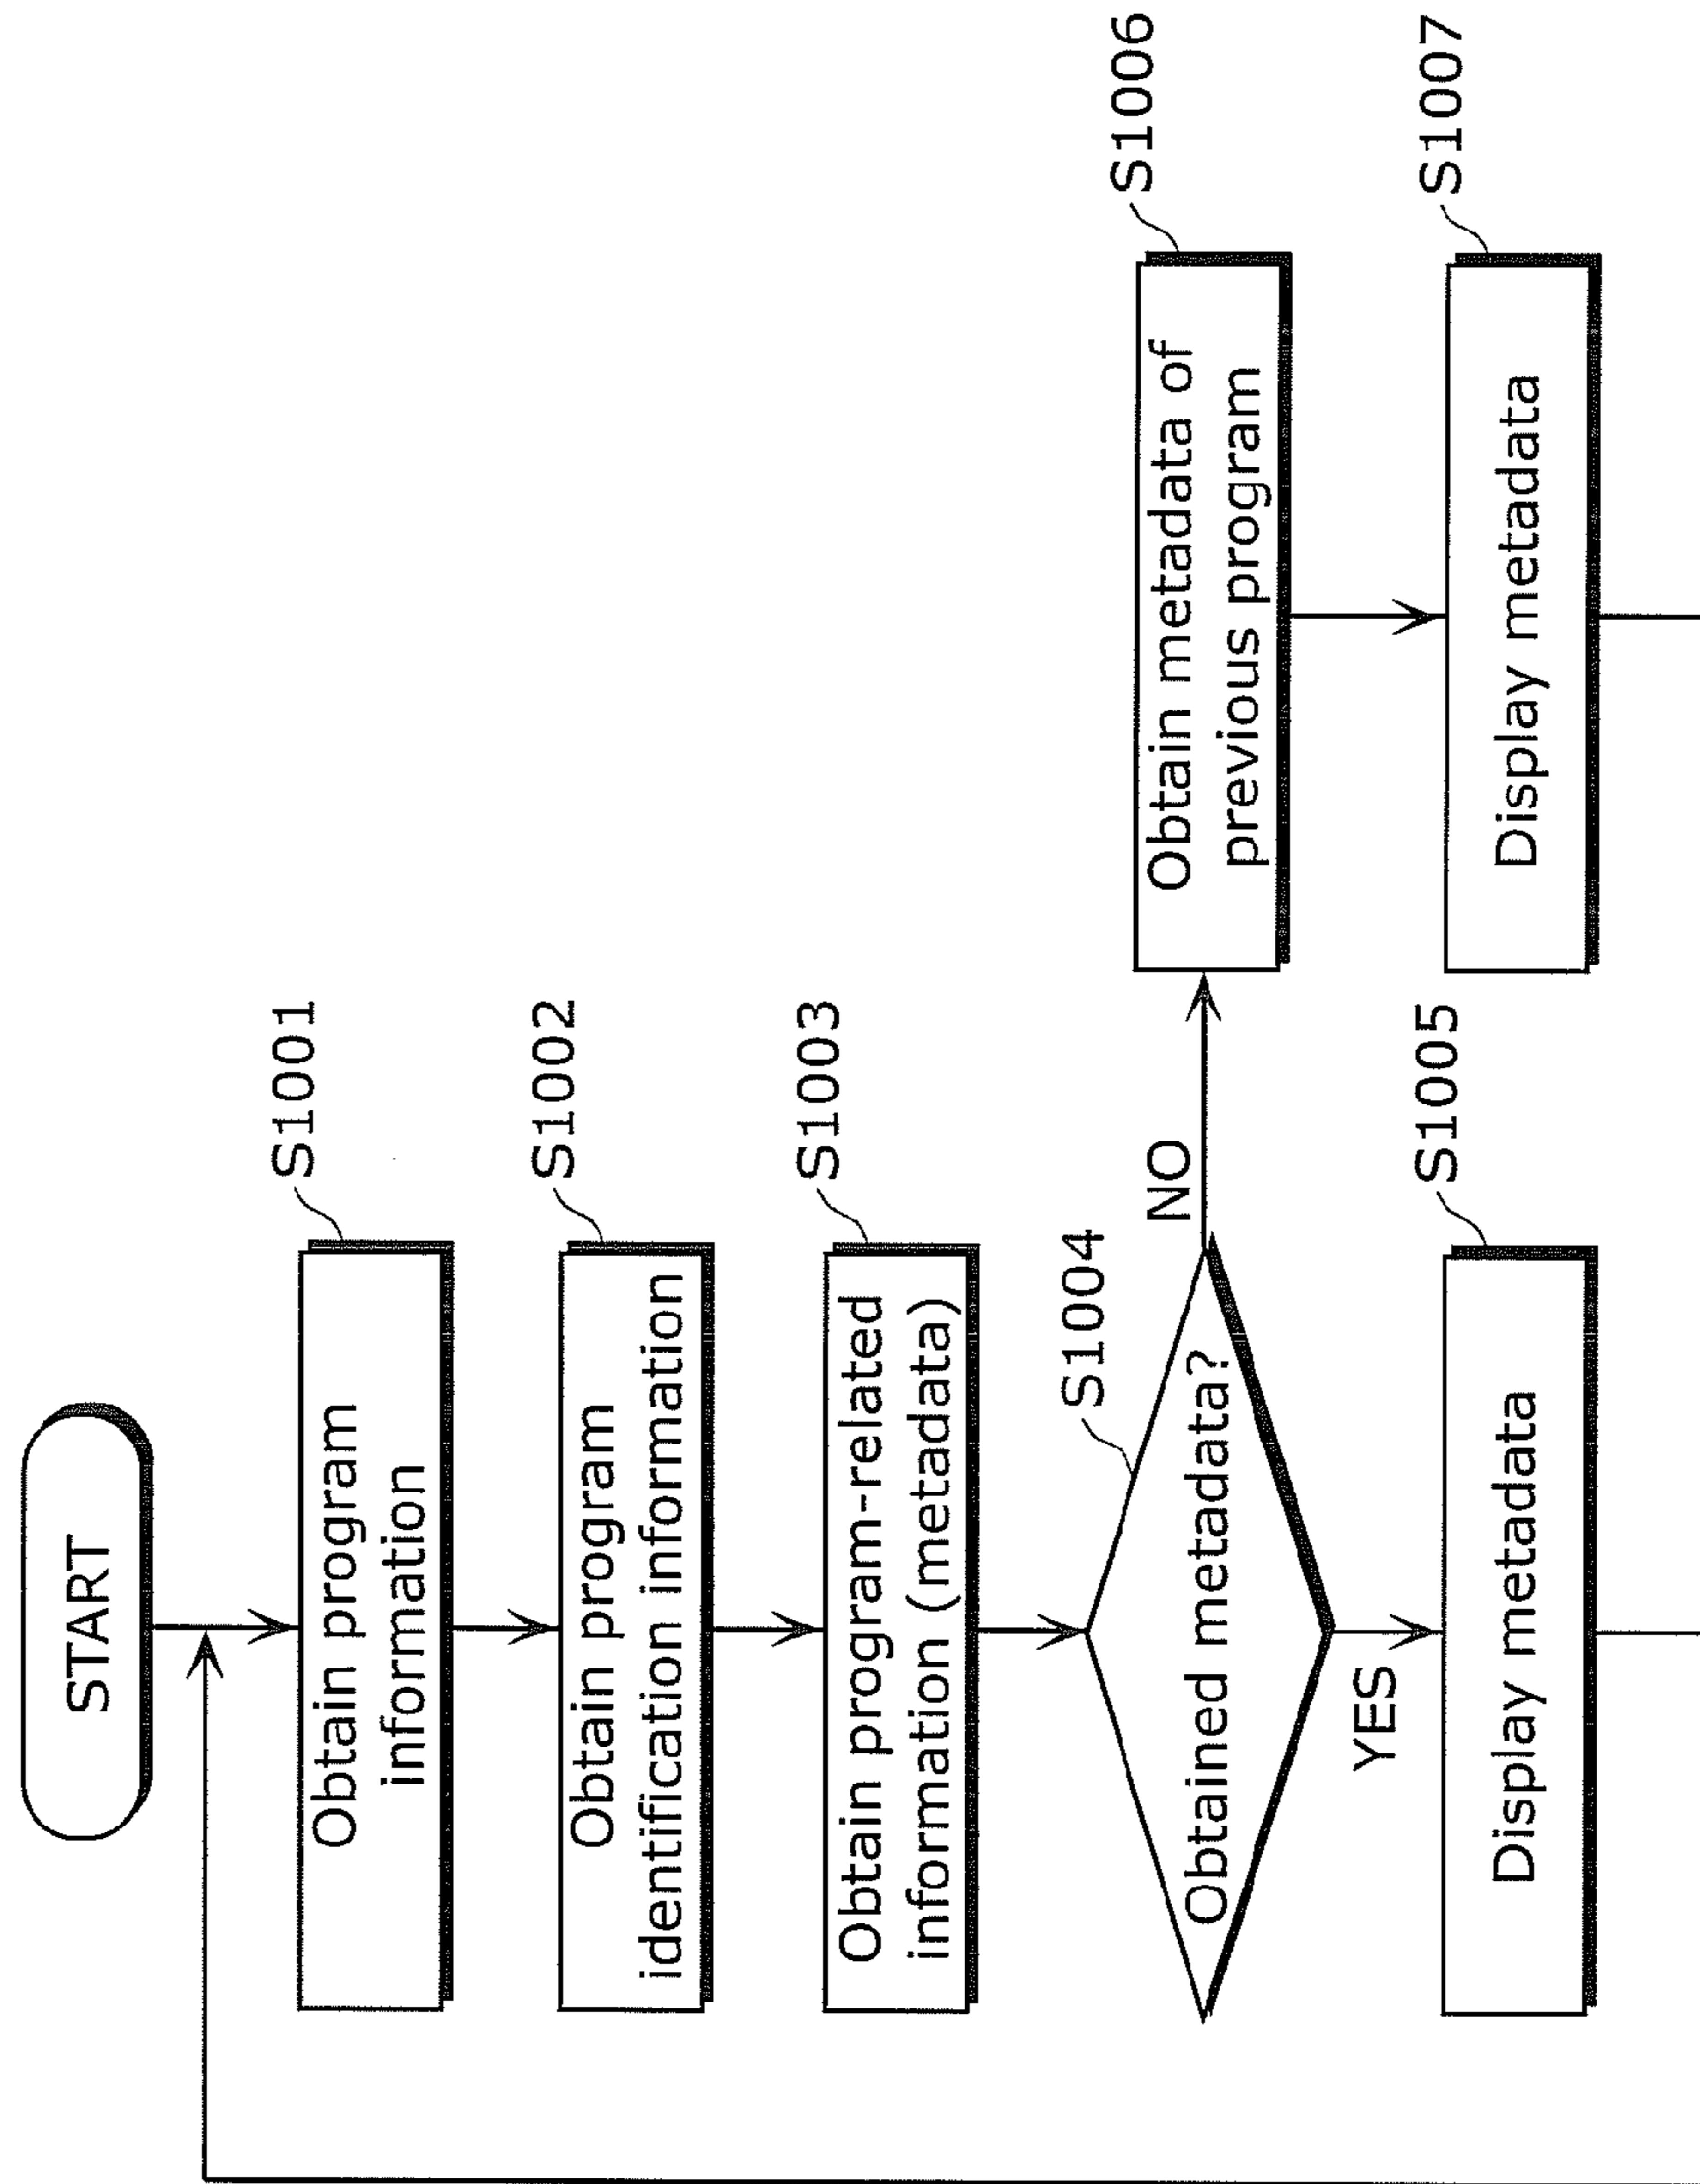 START
S1001
Obtain program
information
S1002
Obtain program
identification information
S1003
Obtain program-related
information (metadata)
S1004
Obtained metadata?
NO
YES
S1005
Display metadata
S1006
Obtain metadata of
previous program
S1007
Display metadata